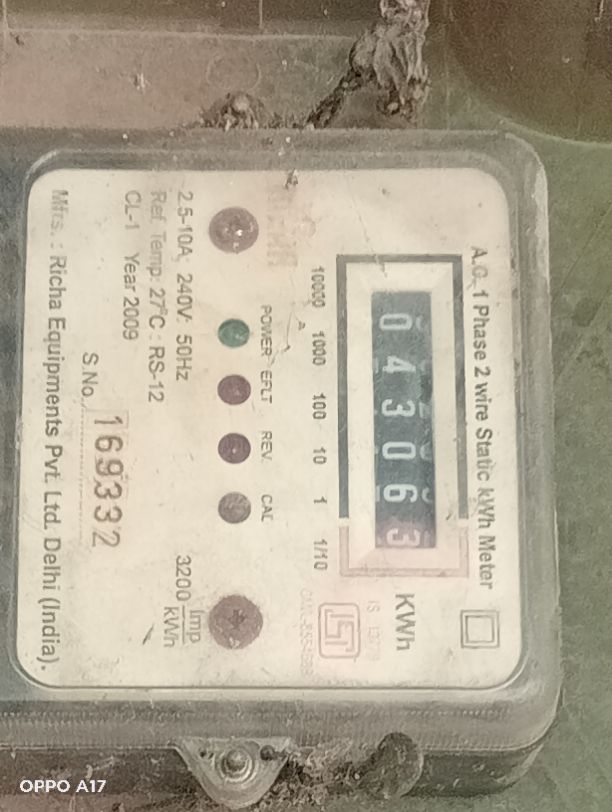 A.C. 1 Phase 2 wire Static kWh Meter
0 4 3 0 6 3
KWh
10000 1000 100 10 1 1/10
IS 13779
POWER EFLT REV. CAL
3200 Imp/kWh
2.5-10A, 240V: 50Hz
Ref. Temp: 27°C : RS-12
CL-1 Year 2009
S.No. 169332
Mfrs. : Richa Equipments Pvt. Ltd. Delhi (India).
OPPO A17